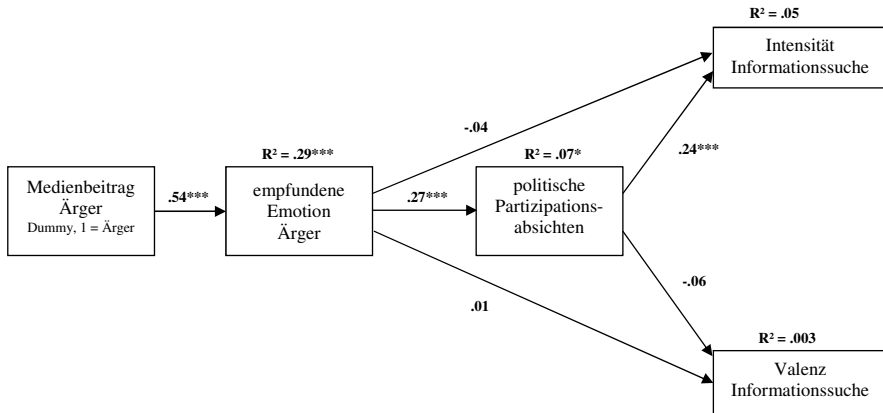 R² = .05
Intensität
Informationssuche
-.04
R² = .29***
R² = .07*
.24***
Medienbeitrag
Ärger
Dummy, 1 = Ärger
.54***
empfundene
Emotion
Ärger
.27***
politische
Partizipations-
absichten
.01
-.06
R² = .003
Valenz
Informationssuche